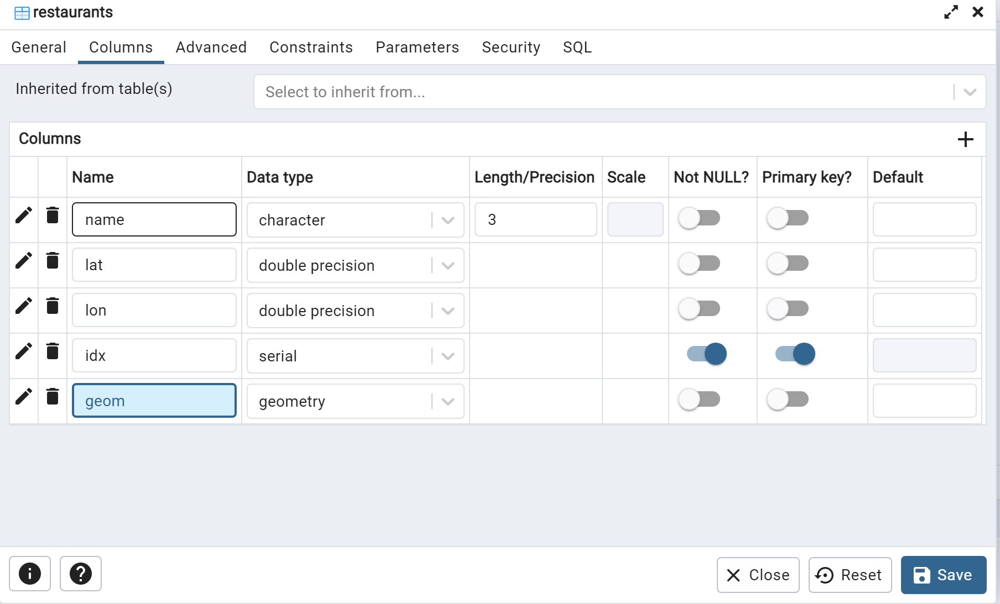 restaurants
General Columns Advanced Constraints Parameters Security SQL
Inherited from table(s) Select to inherit from...
Columns
Name Data type Length/Precision Scale Not NULL? Primary key? Default
name character 3
lat double precision
lon double precision
idx serial
geom geometry
Close Reset Save